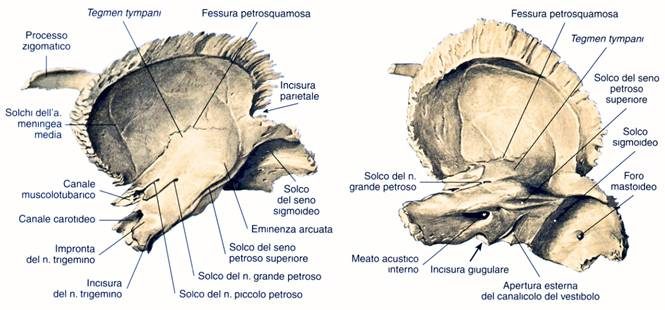 Tegmen tympani
Fessura petrosquamosa
Processo
zigomatico
Incisura
parietale
Solchi dell'a.
meningea
media
Canale
muscolotubarico
Canale carotideo
Impronta
del n. trigemino
Incisura
del n. trigemino
Solco
del seno
sigmoideo
Eminenza arcuata
Solco del seno
petroso superiore
Solco del n. grande petroso
Solco del n. piccolo petroso
Fessura petrosquamosa
Tegmen tympani
Solco del seno
petroso superiore
Solco
sigmoideo
Foro
mastoideo
Solco del n.
grande petroso
Meato acustico
interno
Incisura giugulare
Apertura esterna
del canalicolo del vestibolo